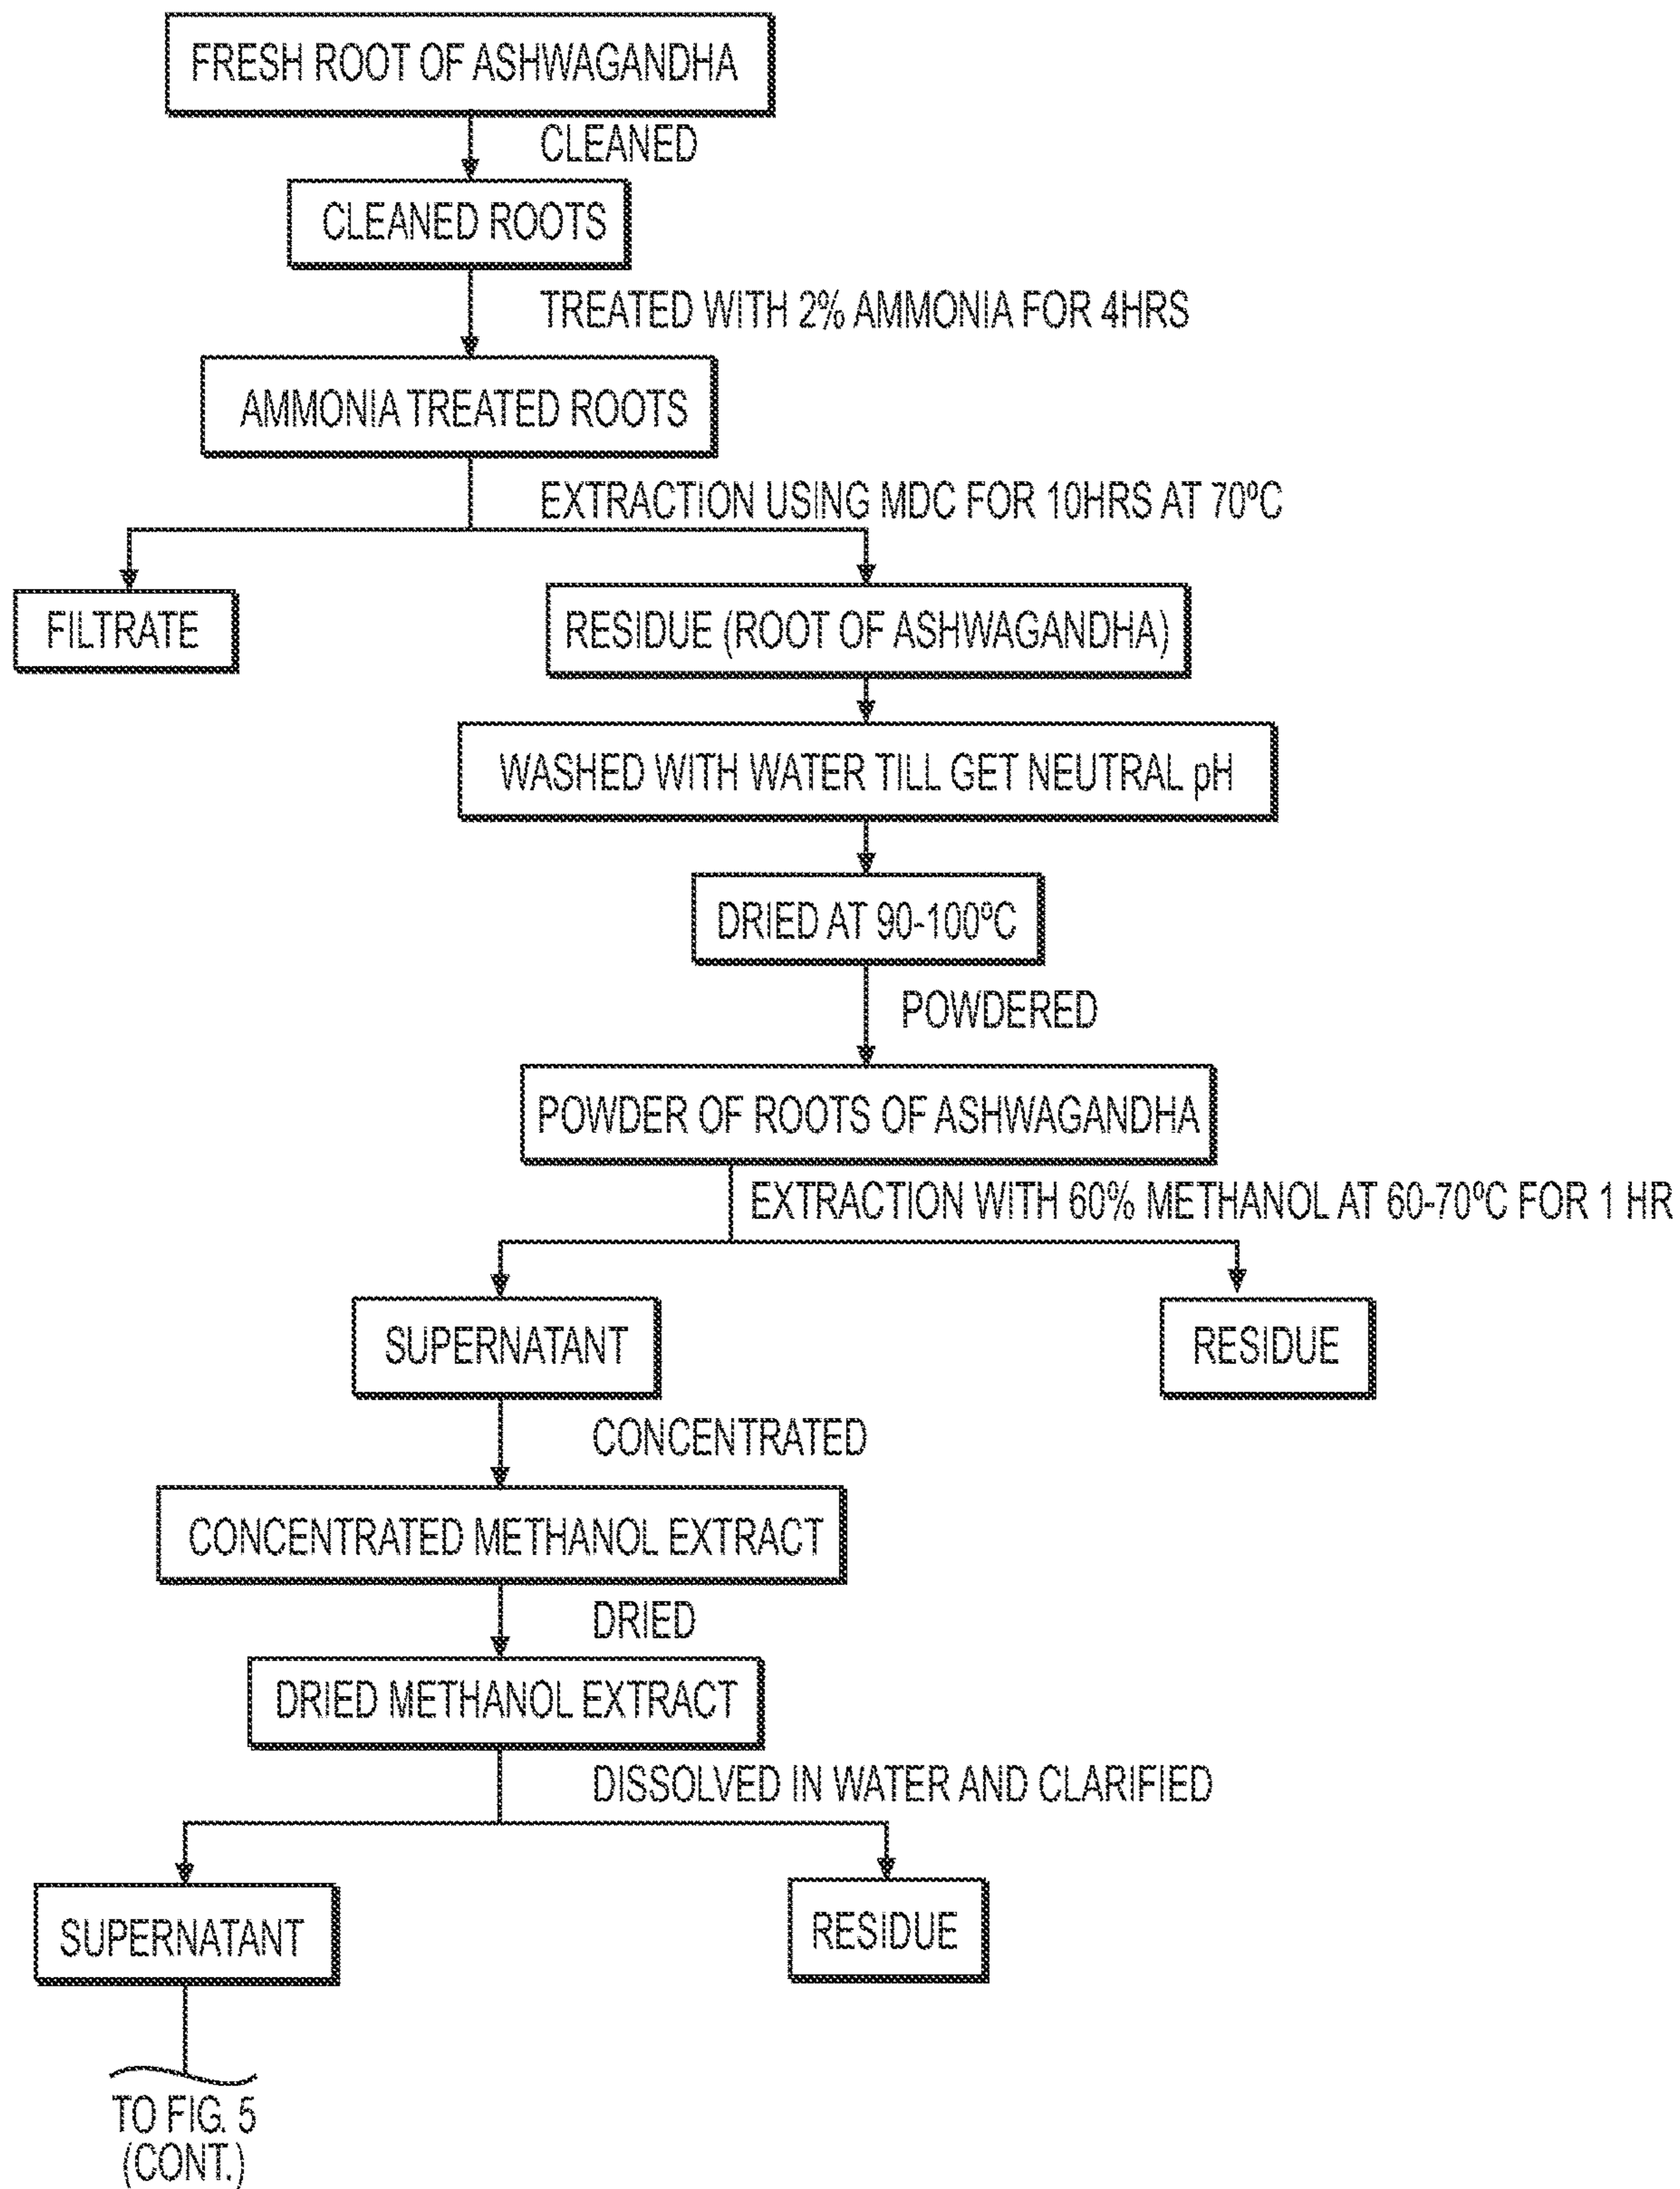 FRESH ROOT OF ASHWAGANDHA
CLEANED
CLEANED ROOTS
TREATED WITH 2% AMMONIA FOR 4HRS
AMMONIA TREATED ROOTS
EXTRACTION USING MDC FOR 10HRS AT 70ºC
FILTRATE
RESIDUE (ROOT OF ASHWAGANDHA)
WASHED WITH WATER TILL GET NEUTRAL pH
DRIED AT 90-100ºC
POWDERED
POWDER OF ROOTS OF ASHWAGANDHA
EXTRACTION WITH 60% METHANOL AT 60-70ºC FOR 1 HR
SUPERNATANT
RESIDUE
CONCENTRATED
CONCENTRATED METHANOL EXTRACT
DRIED
DRIED METHANOL EXTRACT
DISSOLVED IN WATER AND CLARIFIED
SUPERNATANT
RESIDUE
TO FIG. 5
(CONT.)